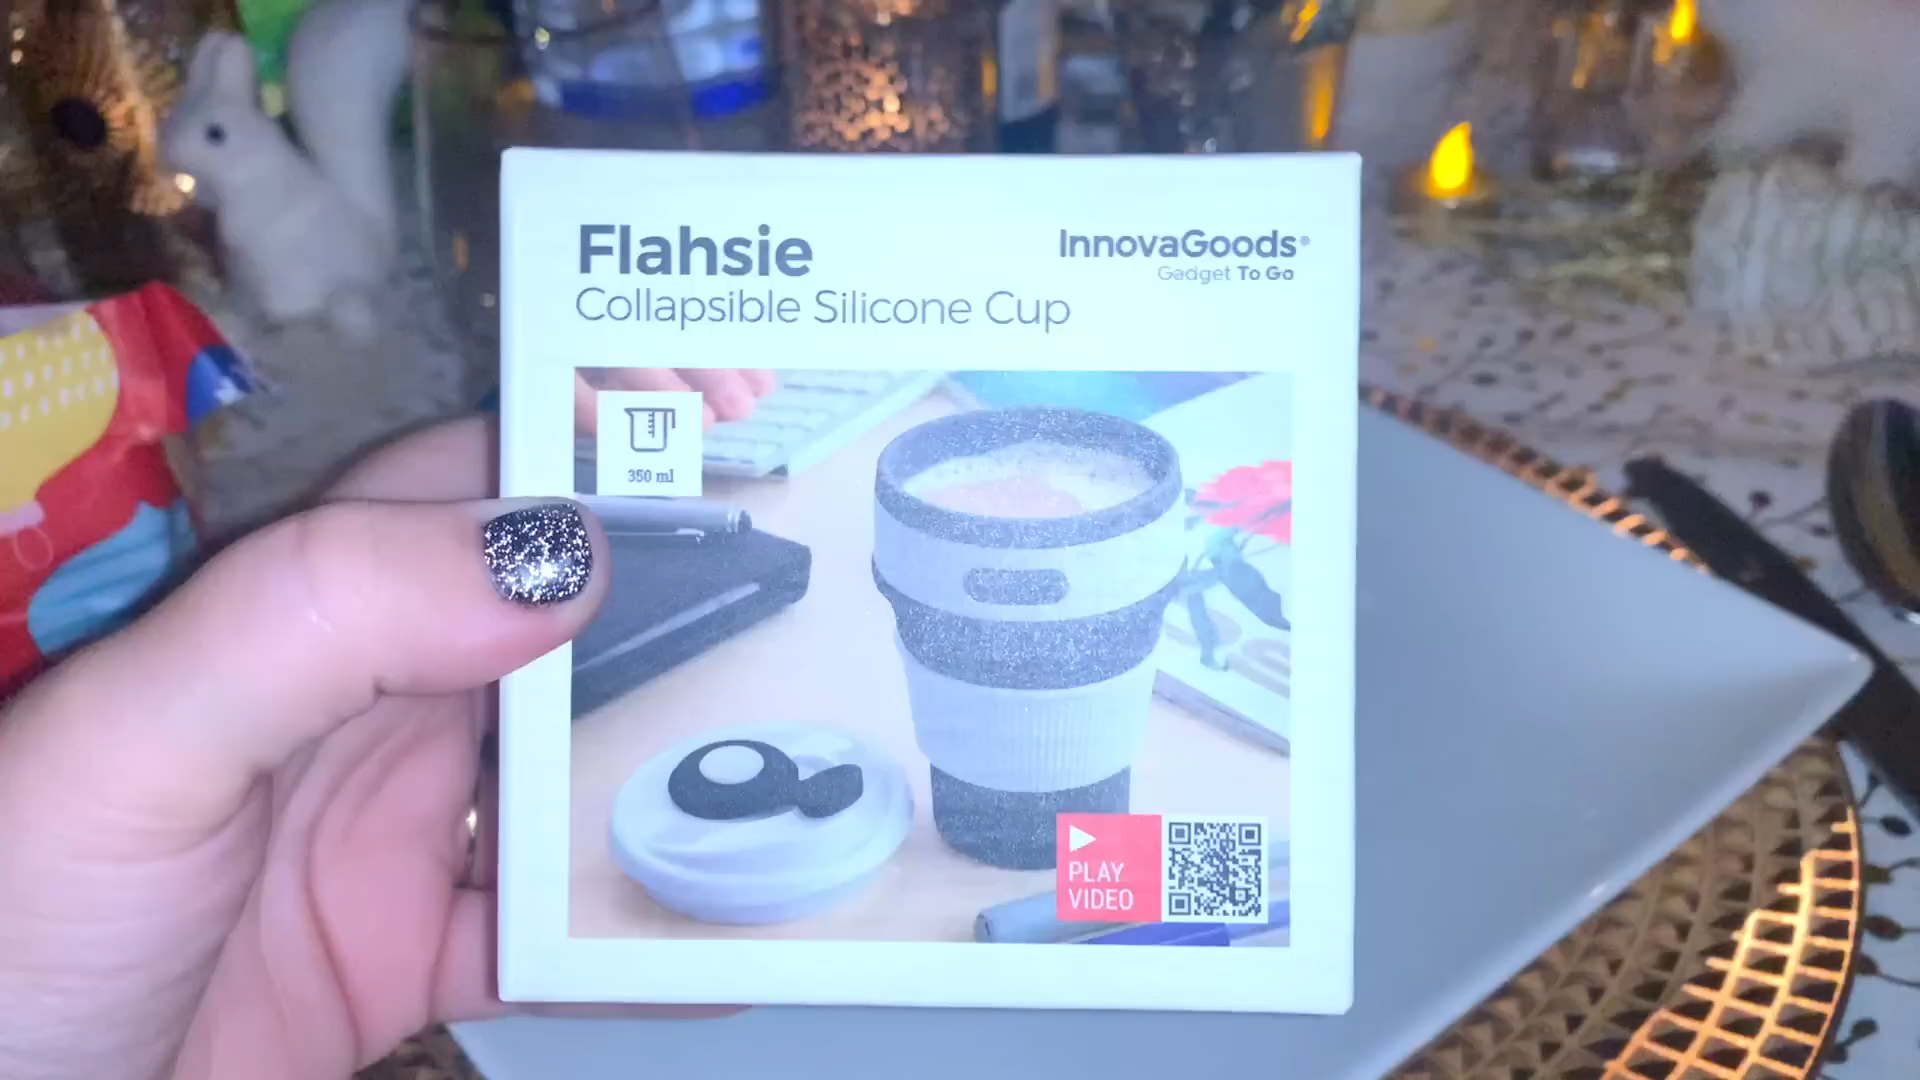 Flahsie
Collapsible Silicone Cup
InnovaGoods®
Gadget To Go
350 ml
PLAY
VIDEO